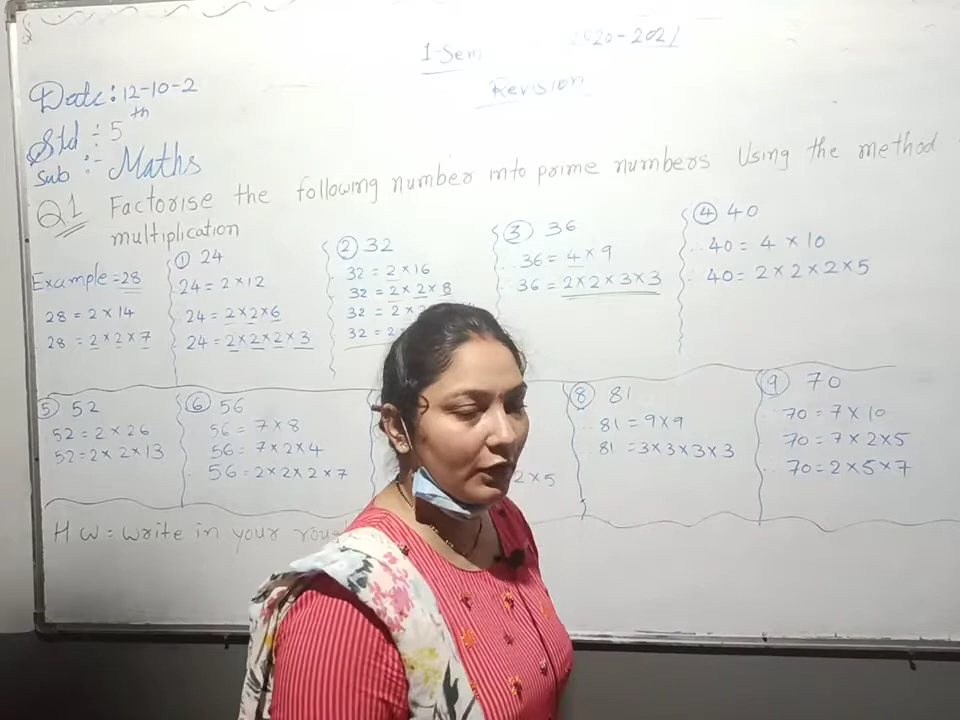 1-Sem 2020-2021
Revision
Date: 12-10-2
Std :- 5th
Sub :- Maths
Q1 Factorise the following number into prime numbers Using the method
multiplication
Example = 28
28 = 2 × 14
28 = 2 × 2 × 7
① 24
24 = 2 × 12
24 = 2 × 2 × 6
24 = 2 × 2 × 2 × 3
② 32
32 = 2 × 16
32 = 2 × 2 × 8
32 = 2 × 2
32 = 2
③ 36
∴ 36 = 4 × 9
∴ 36 = 2 × 2 × 3 × 3
④ 40
∴ 40 = 4 × 10
∴ 40 = 2 × 2 × 2 × 5
⑤ 52
52 = 2 × 26
52 = 2 × 2 × 13
⑥ 56
56 = 7 × 8
56 = 7 × 2 × 4
56 = 2 × 2 × 2 × 7
2 × 5
⑧ 81
∴ 81 = 9 × 9
∴ 81 = 3 × 3 × 3 × 3
⑨ 70
∴ 70 = 7 × 10
∴ 70 = 7 × 2 × 5
∴ 70 = 2 × 5 × 7
H W = write in your